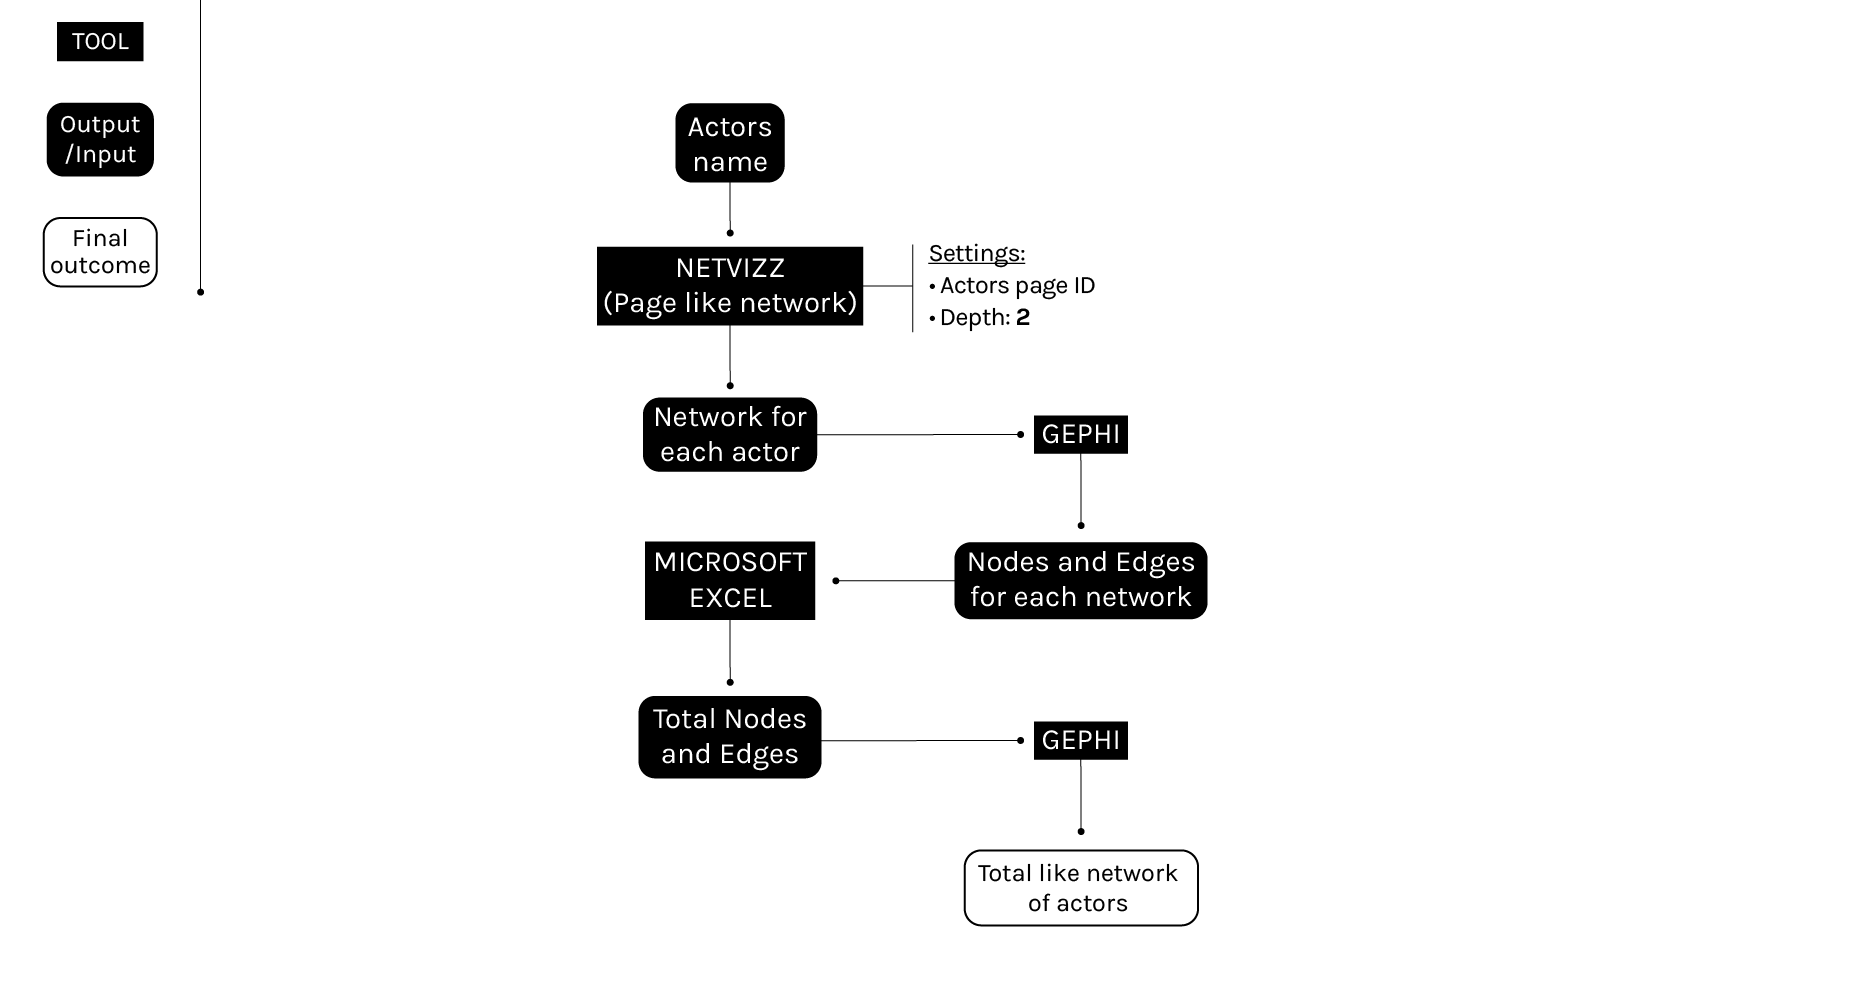 TOOL
Output
/Input
Final
outcome
Actors
name
NETVIZZ
(Page like network)
Settings:
• Actors page ID
• Depth: 2
Network for
each actor
GEPHI
MICROSOFT
EXCEL
Nodes and Edges
for each network
Total Nodes
and Edges
GEPHI
Total like network
of actors